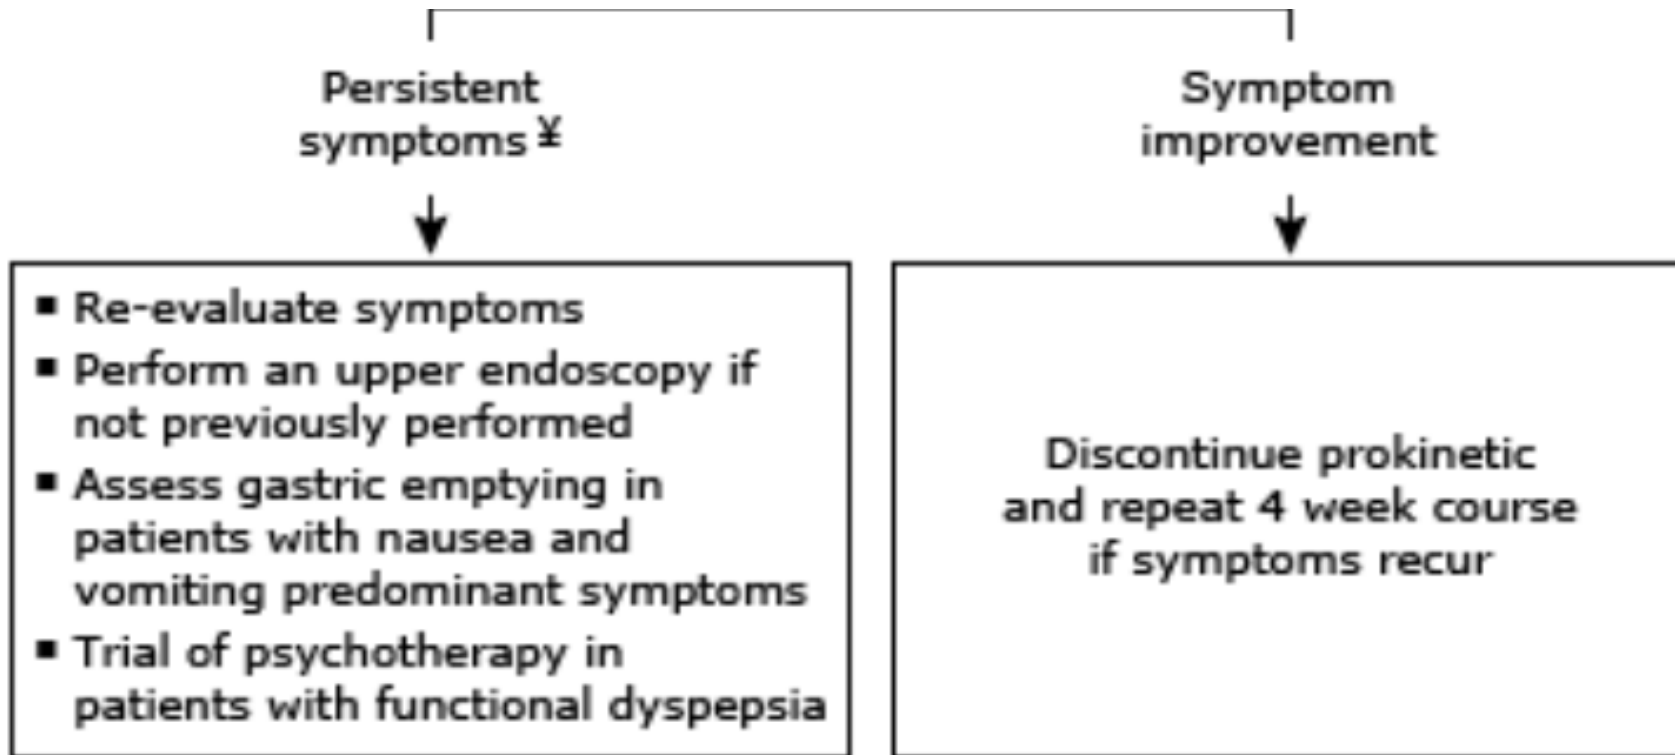 Persistent
symptoms ¥
Symptom
improvement
▪ Re-evaluate symptoms
▪ Perform an upper endoscopy if
not previously performed
▪ Assess gastric emptying in
patients with nausea and
vomiting predominant symptoms
▪ Trial of psychotherapy in
patients with functional dyspepsia
Discontinue prokinetic
and repeat 4 week course
if symptoms recur